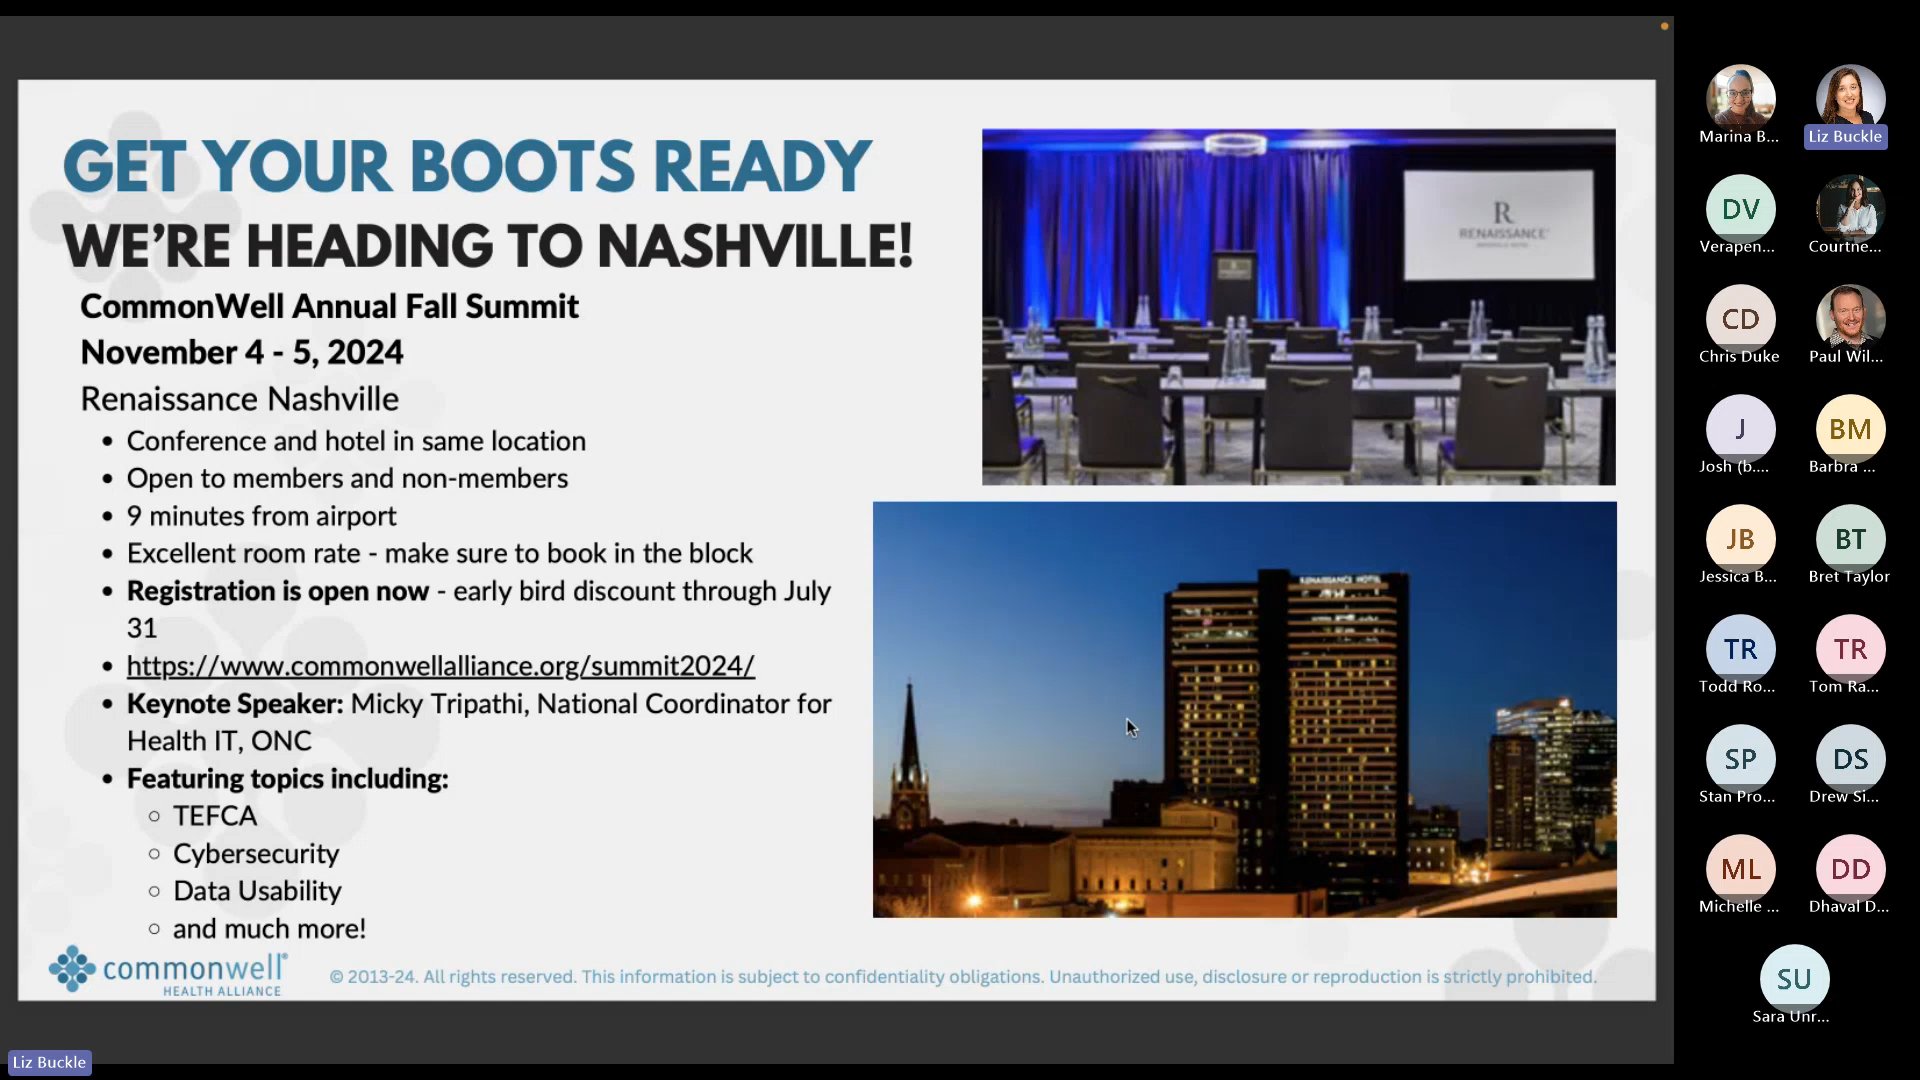 GET YOUR BOOTS READY
WE'RE HEADING TO NASHVILLE!
CommonWell Annual Fall Summit
November 4 - 5, 2024
Renaissance Nashville
• Conference and hotel in same location
• Open to members and non-members
• 9 minutes from airport
• Excellent room rate - make sure to book in the block
• Registration is open now - early bird discount through July
31
• https://www.commonwellalliance.org/summit2024/
• Keynote Speaker: Micky Tripathi, National Coordinator for
Health IT, ONC
• Featuring topics including:
○ TEFCA
○ Cybersecurity
○ Data Usability
○ and much more!
commonwell®
HEALTH ALLIANCE
© 2013-24. All rights reserved. This information is subject to confidentiality obligations. Unauthorized use, disclosure or reproduction is strictly prohibited.
R
RENAISSANCE®
RENAISSANCE HOTEL
Marina B...
Liz Buckle
DV
Verapen...
Courtne...
CD
Chris Duke
Paul Wil...
J
Josh (b....
BM
Barbra ...
JB
Jessica B...
BT
Bret Taylor
TR
Todd Ro...
TR
Tom Ra...
SP
Stan Pro...
DS
Drew Si...
ML
Michelle ...
DD
Dhaval D...
SU
Sara Unr...
Liz Buckle